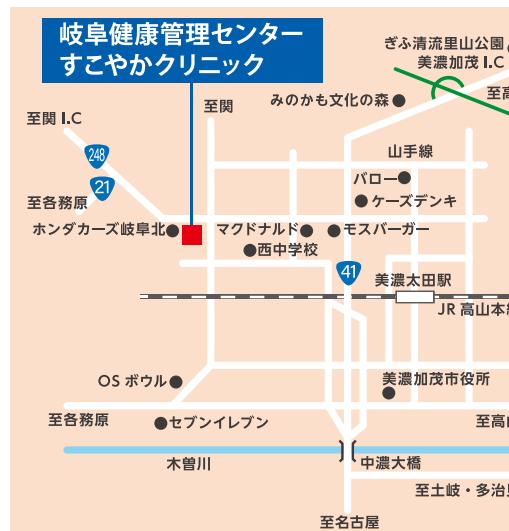 岐阜健康管理センター
すこやかクリニック
ぎふ清流里山公園
美濃加茂 I.C
至関
みのかも文化の森
至高
至関 I.C
248
山手線
21
バロー
至各務原
ケーズデンキ
ホンダカーズ岐阜北
マクドナルド
モスバーガー
西中学校
41
美濃太田駅
JR 高山本線
OS ボウル
美濃加茂市役所
至各務原
セブンイレブン
至高山
木曽川
中濃大橋
至土岐・多治見
至名古屋